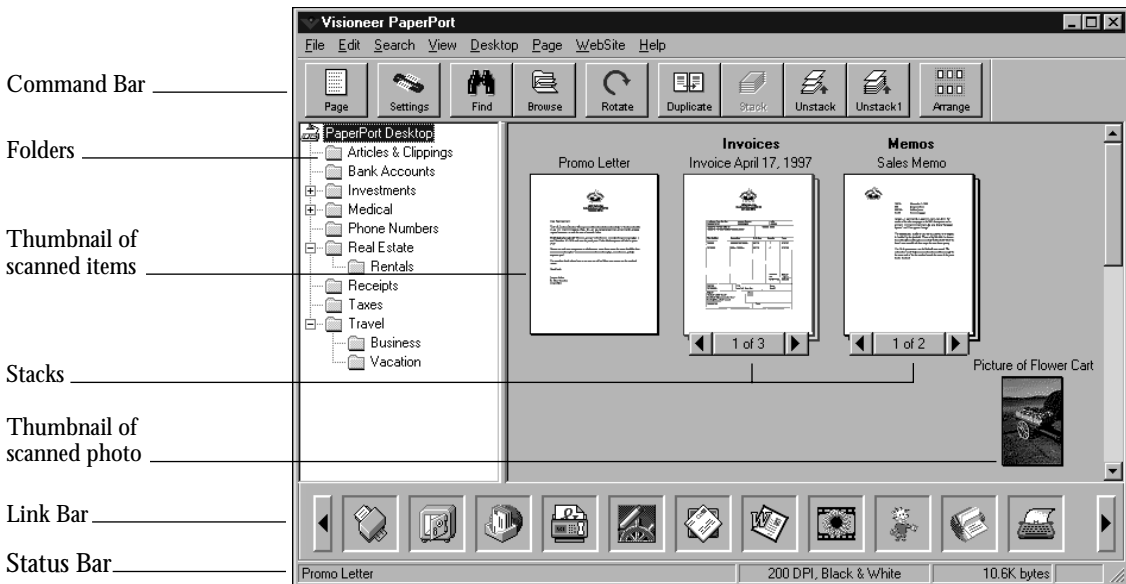 Visioneer PaperPort
File Edit Search View Desktop Page WebSite Help
Command Bar
Page Settings Find Browse Rotate Duplicate Stack Unstack Unstack1 Arrange
Folders
PaperPort Desktop
Articles & Clippings
Bank Accounts
Investments
Medical
Phone Numbers
Real Estate
Rentals
Receipts
Taxes
Travel
Business
Vacation
Invoices
Memos
Promo Letter
Invoice April 17, 1997
Sales Memo
Thumbnail of
scanned items
1 of 3
1 of 2
Stacks
Picture of Flower Cart
Thumbnail of
scanned photo
Link Bar
Status Bar
Promo Letter
200 DPI, Black & White
10.6K bytes